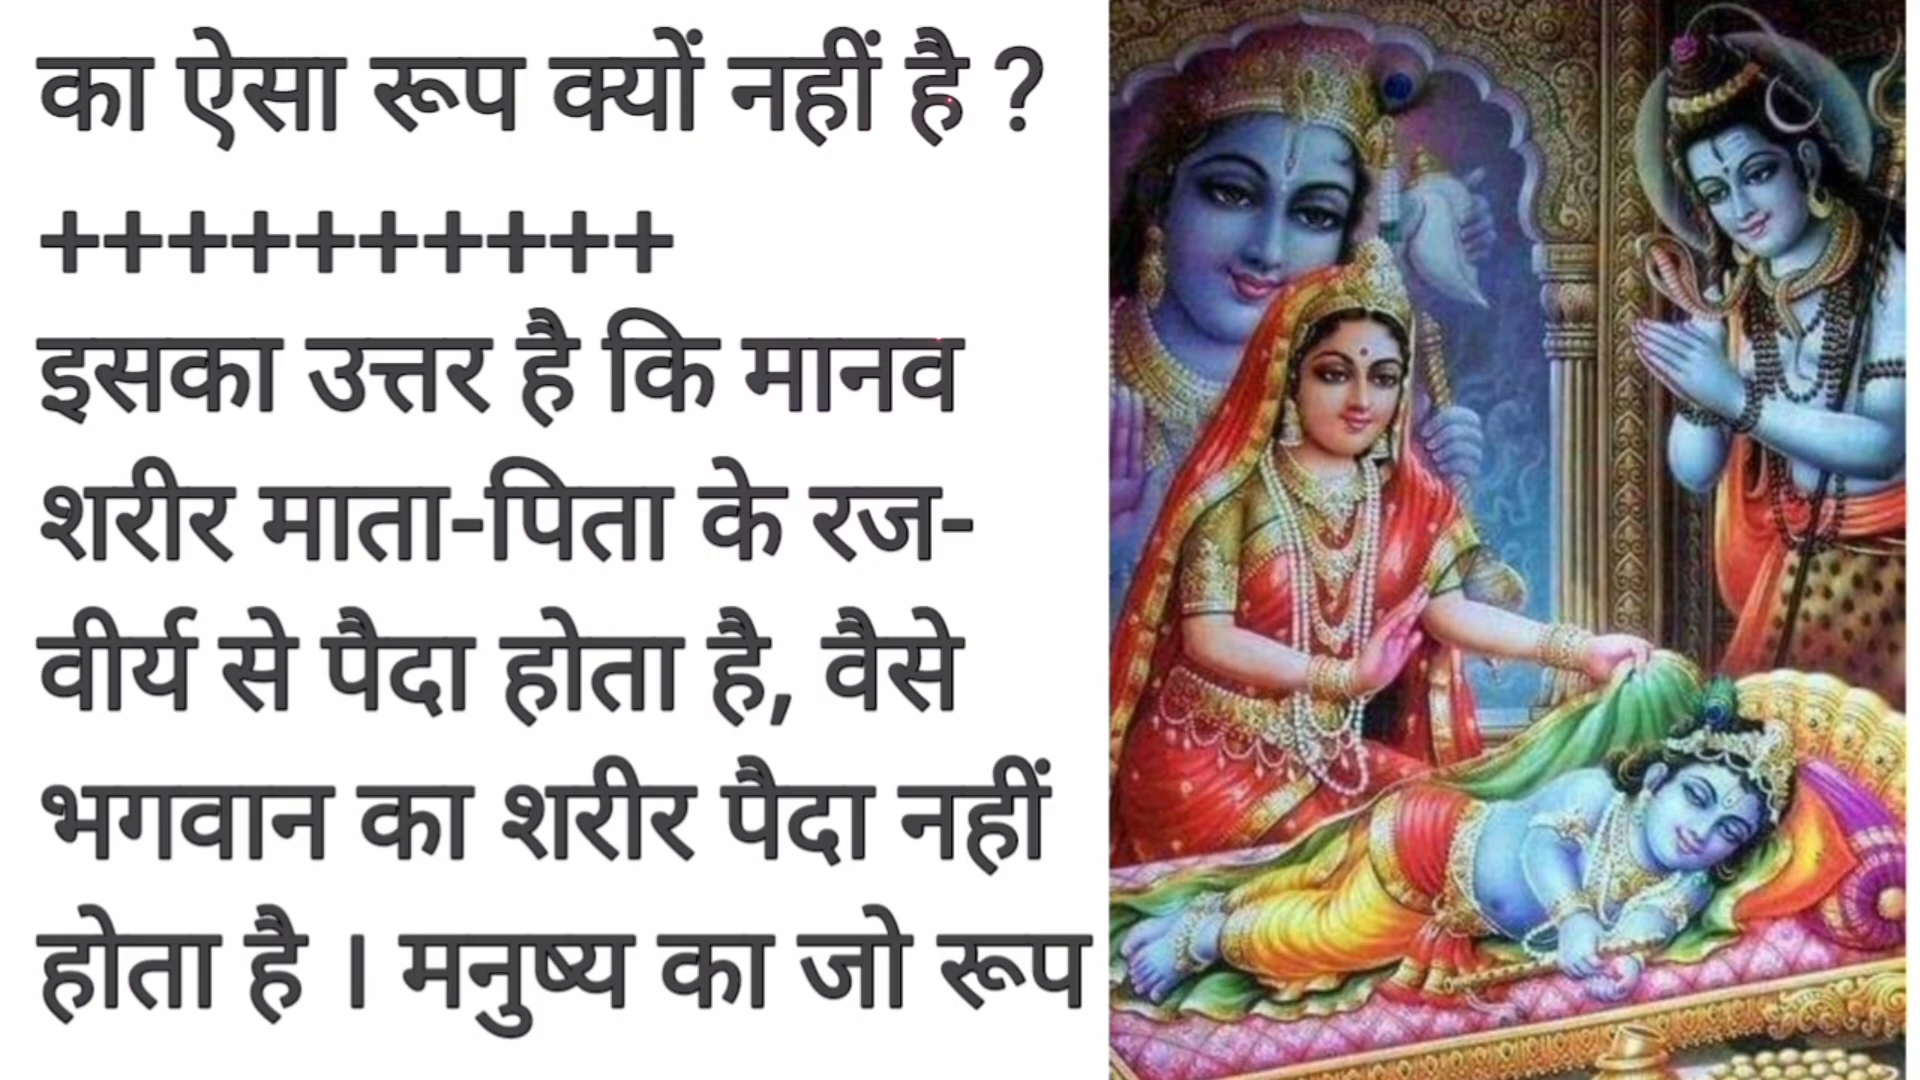 का ऐसा रूप क्यों नहीं है ?
++++++++++
इसका उत्तर है कि मानव
शरीर माता-पिता के रज-
वीर्य से पैदा होता है, वैसे
भगवान का शरीर पैदा नहीं
होता है । मनुष्य का जो रूप